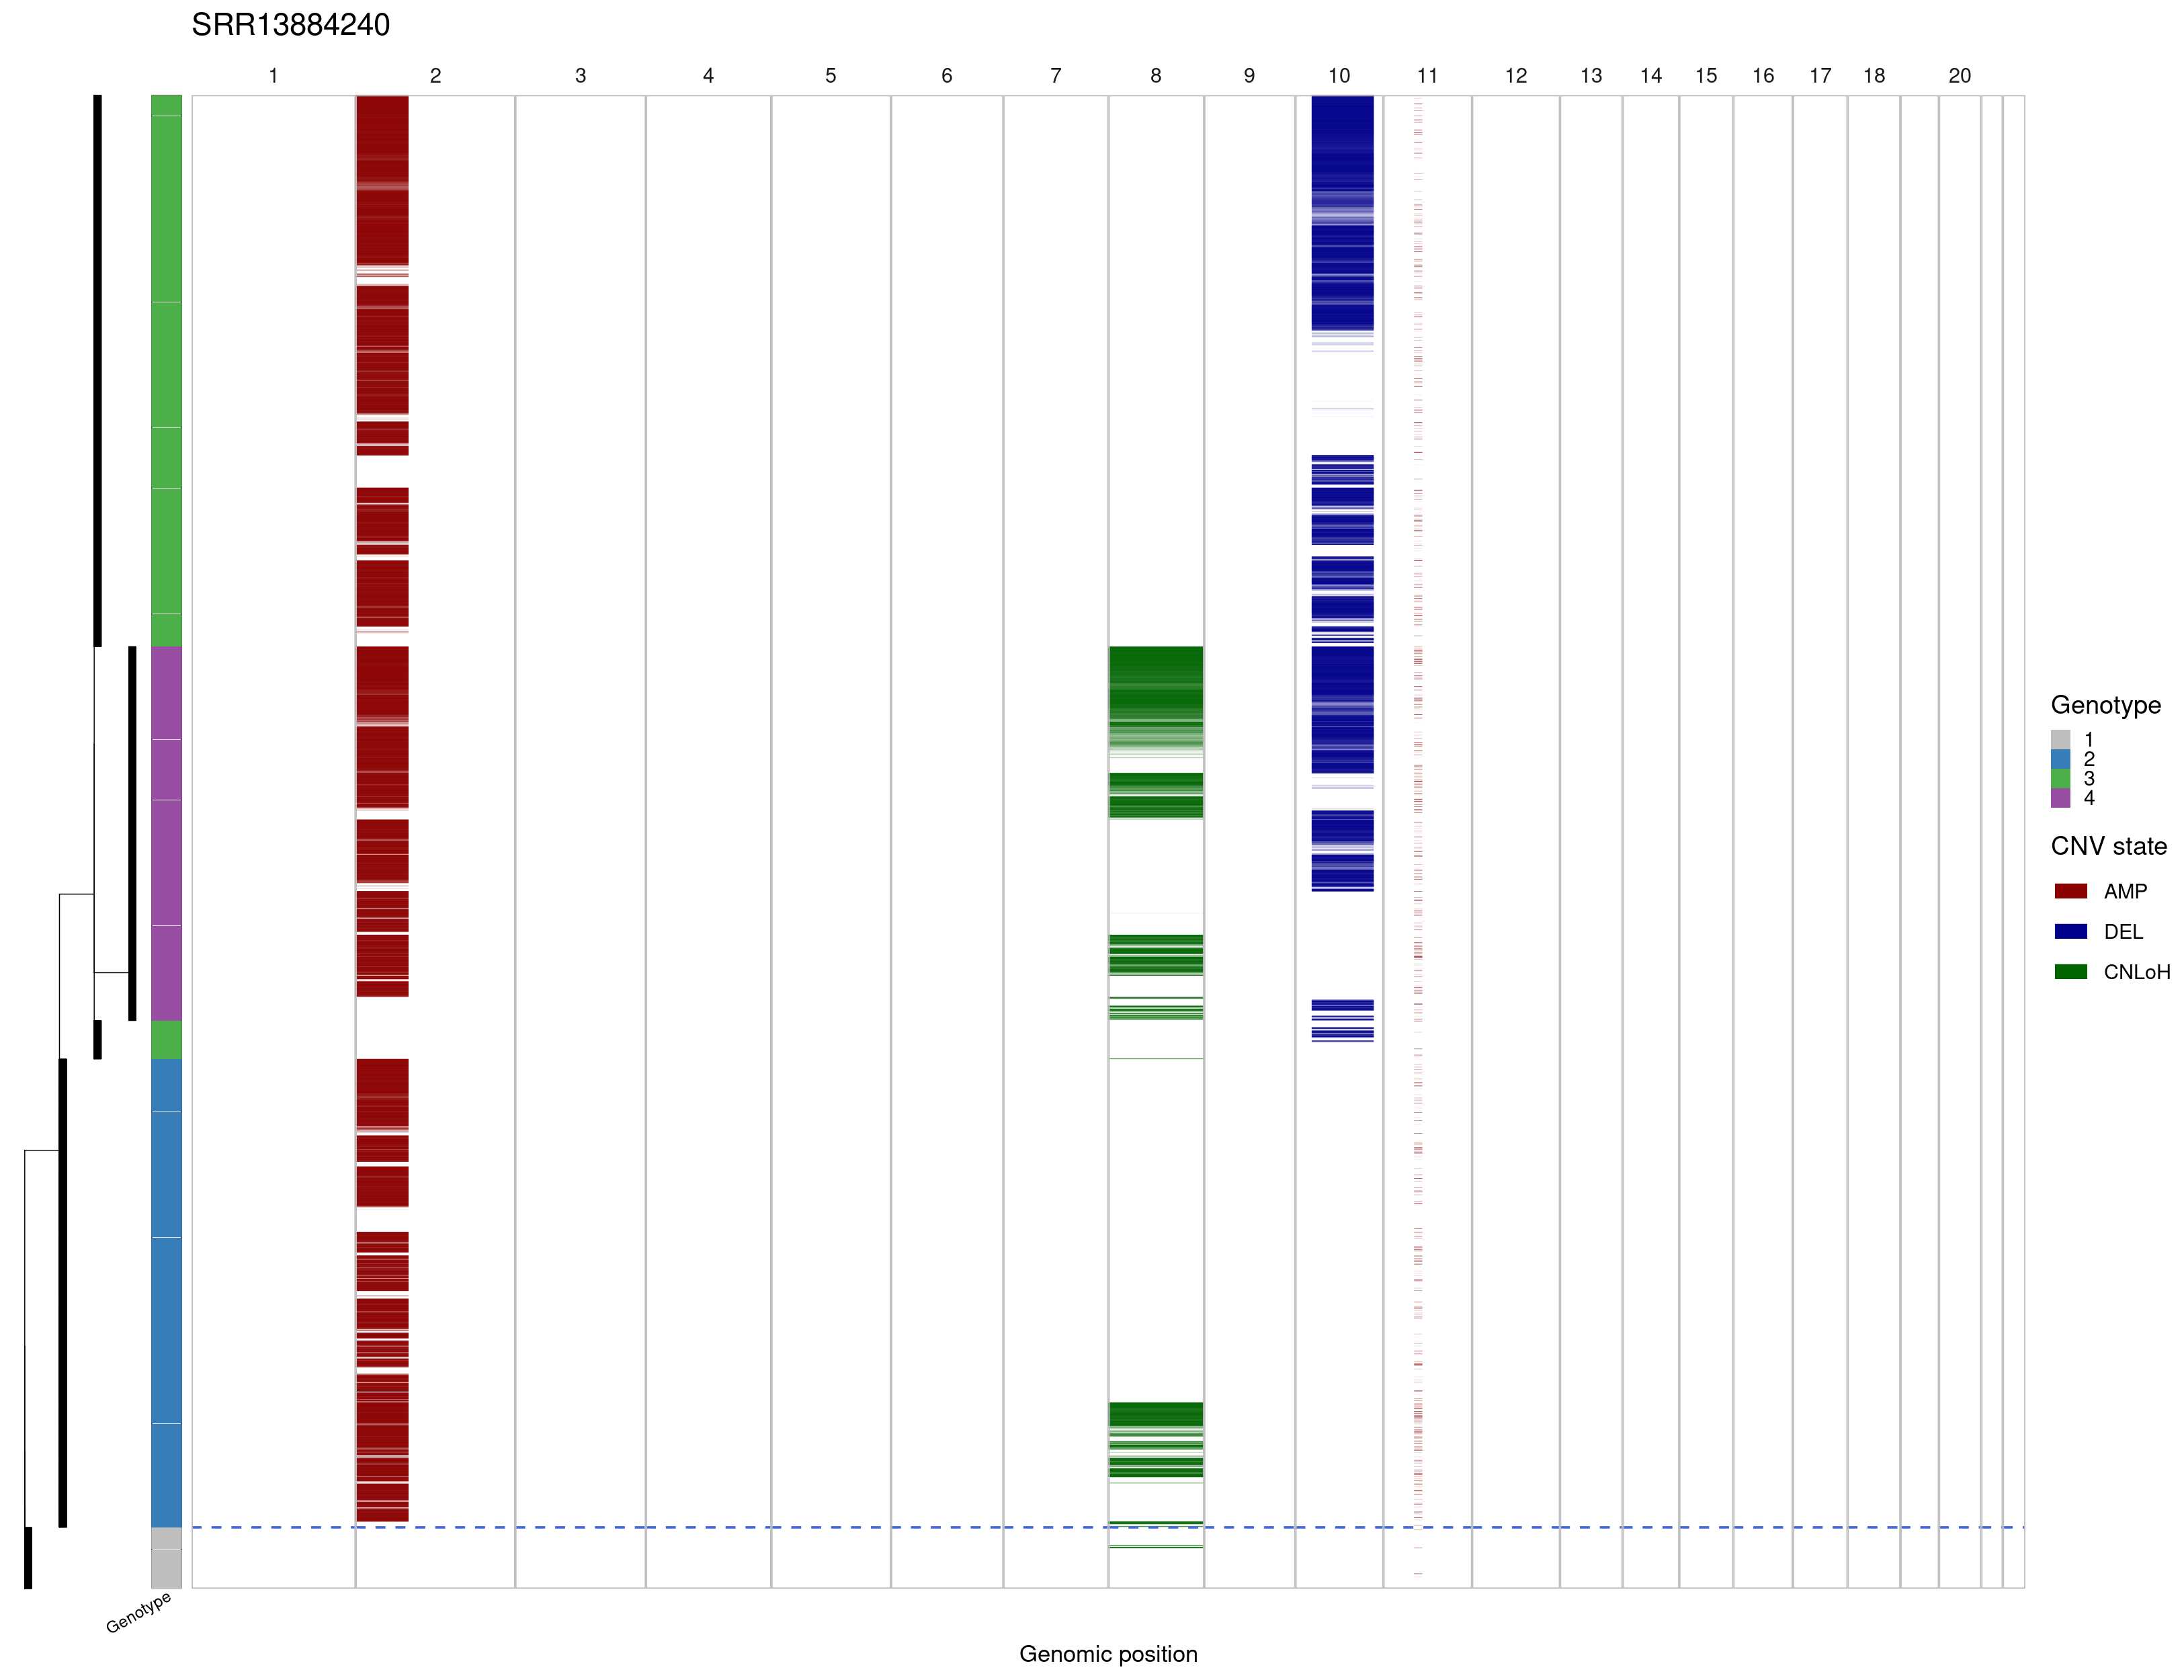 SRR13884240
1 2 3 4 5 6 7 8 9 10 11 12 13 14 15 16 17 18 20
Genotype
1
2
3
4
CNV state
AMP
DEL
CNLoH
Genotype
Genomic position